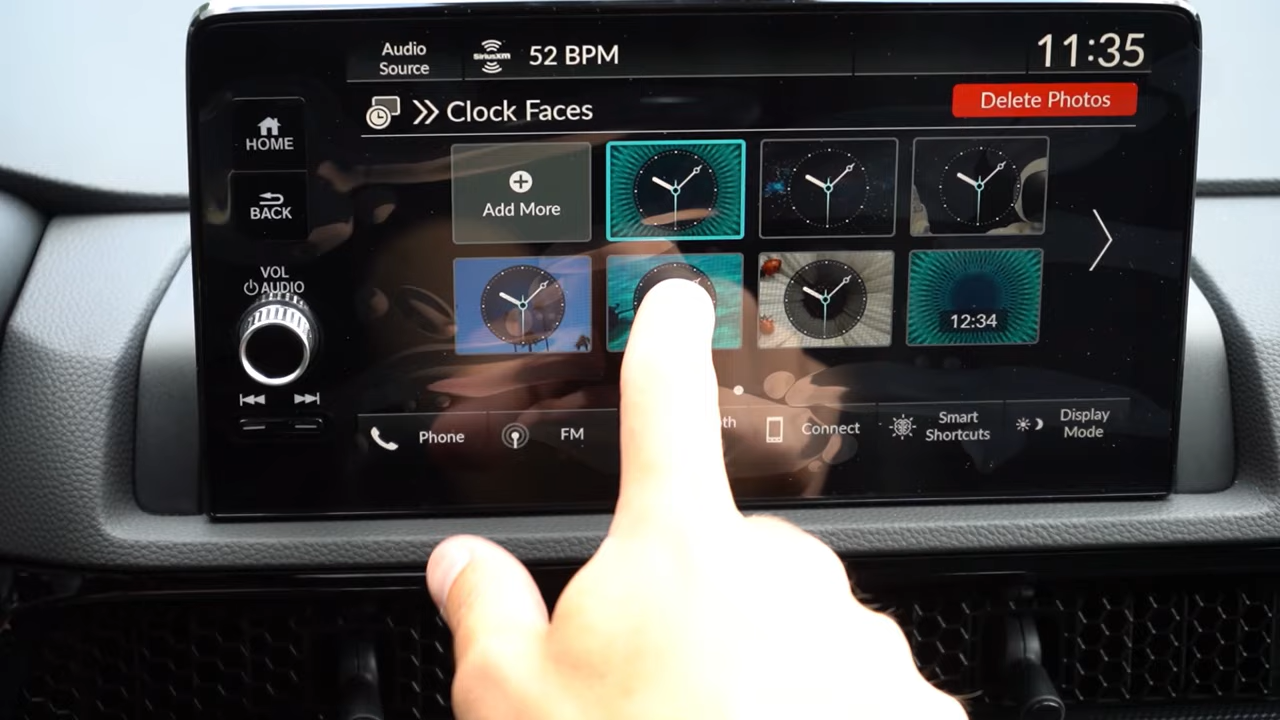 Audio
Source
SiriusXM
52 BPM
11:35
Clock Faces
Delete Photos
HOME
Add More
BACK
VOL
AUDIO
12:34
Phone
FM
Connect
Smart
Shortcuts
Display
Mode